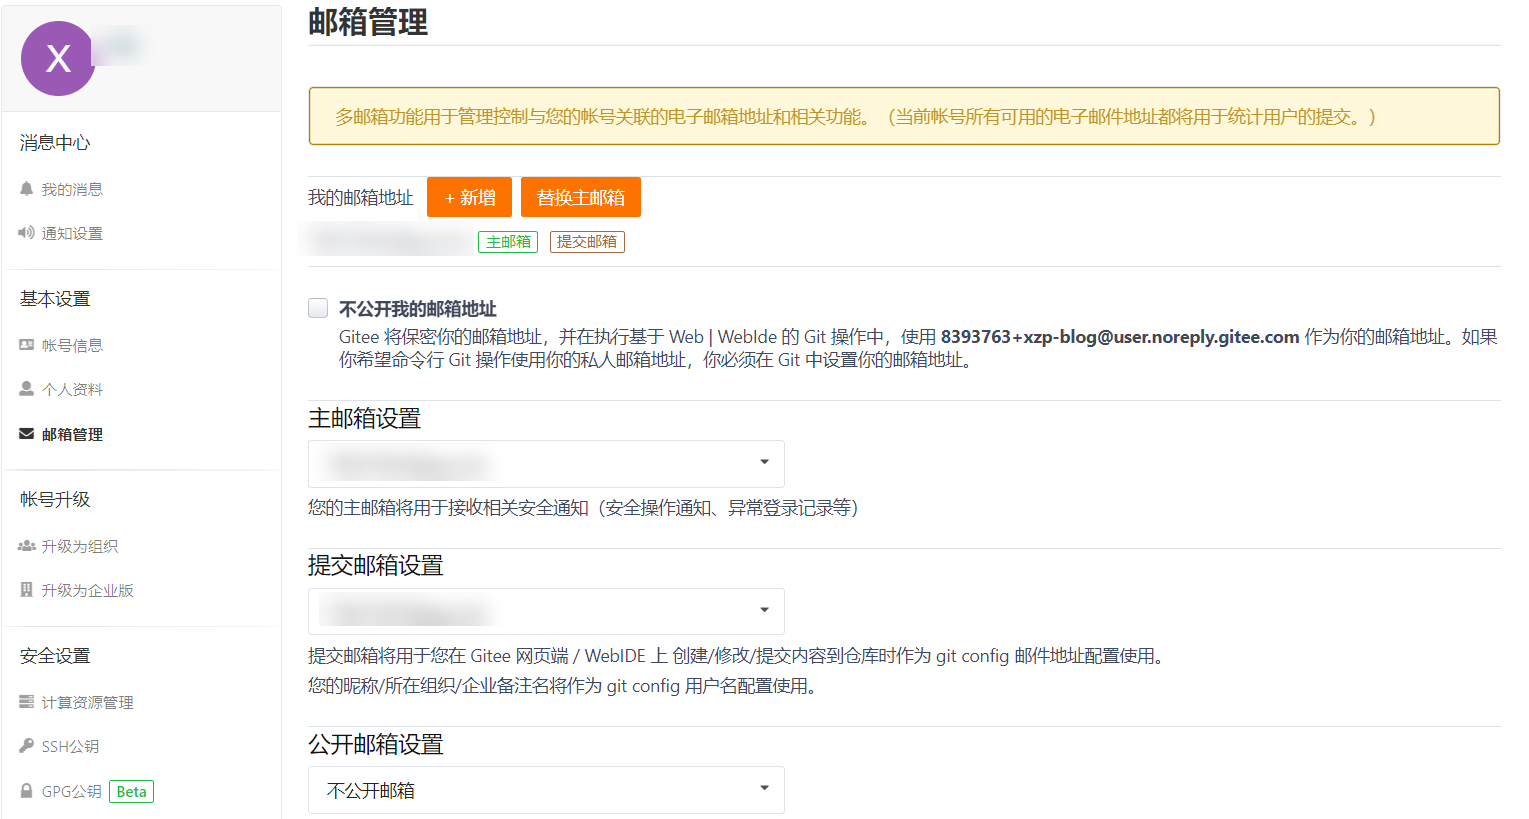 X
消息中心
我的消息
通知设置
基本设置
帐号信息
个人资料
邮箱管理
帐号升级
升级为组织
升级为企业版
安全设置
计算资源管理
SSH公钥
GPG公钥 Beta
邮箱管理
多邮箱功能用于管理控制与您的帐号关联的电子邮箱地址和相关功能。（当前帐号所有可用的电子邮件地址都将用于统计用户的提交。）
我的邮箱地址 + 新增 替换主邮箱
主邮箱 提交邮箱
不公开我的邮箱地址
Gitee 将保密你的邮箱地址，并在执行基于 Web | WebIde 的 Git 操作中，使用 8393763+xzp-blog@user.noreply.gitee.com 作为你的邮箱地址。如果
你希望命令行 Git 操作使用你的私人邮箱地址，你必须在 Git 中设置你的邮箱地址。
主邮箱设置
您的主邮箱将用于接收相关安全通知（安全操作通知、异常登录记录等）
提交邮箱设置
提交邮箱将用于您在 Gitee 网页端 / WebIDE 上 创建/修改/提交内容到仓库时作为 git config 邮件地址配置使用。
您的昵称/所在组织/企业备注名将作为 git config 用户名配置使用。
公开邮箱设置
不公开邮箱